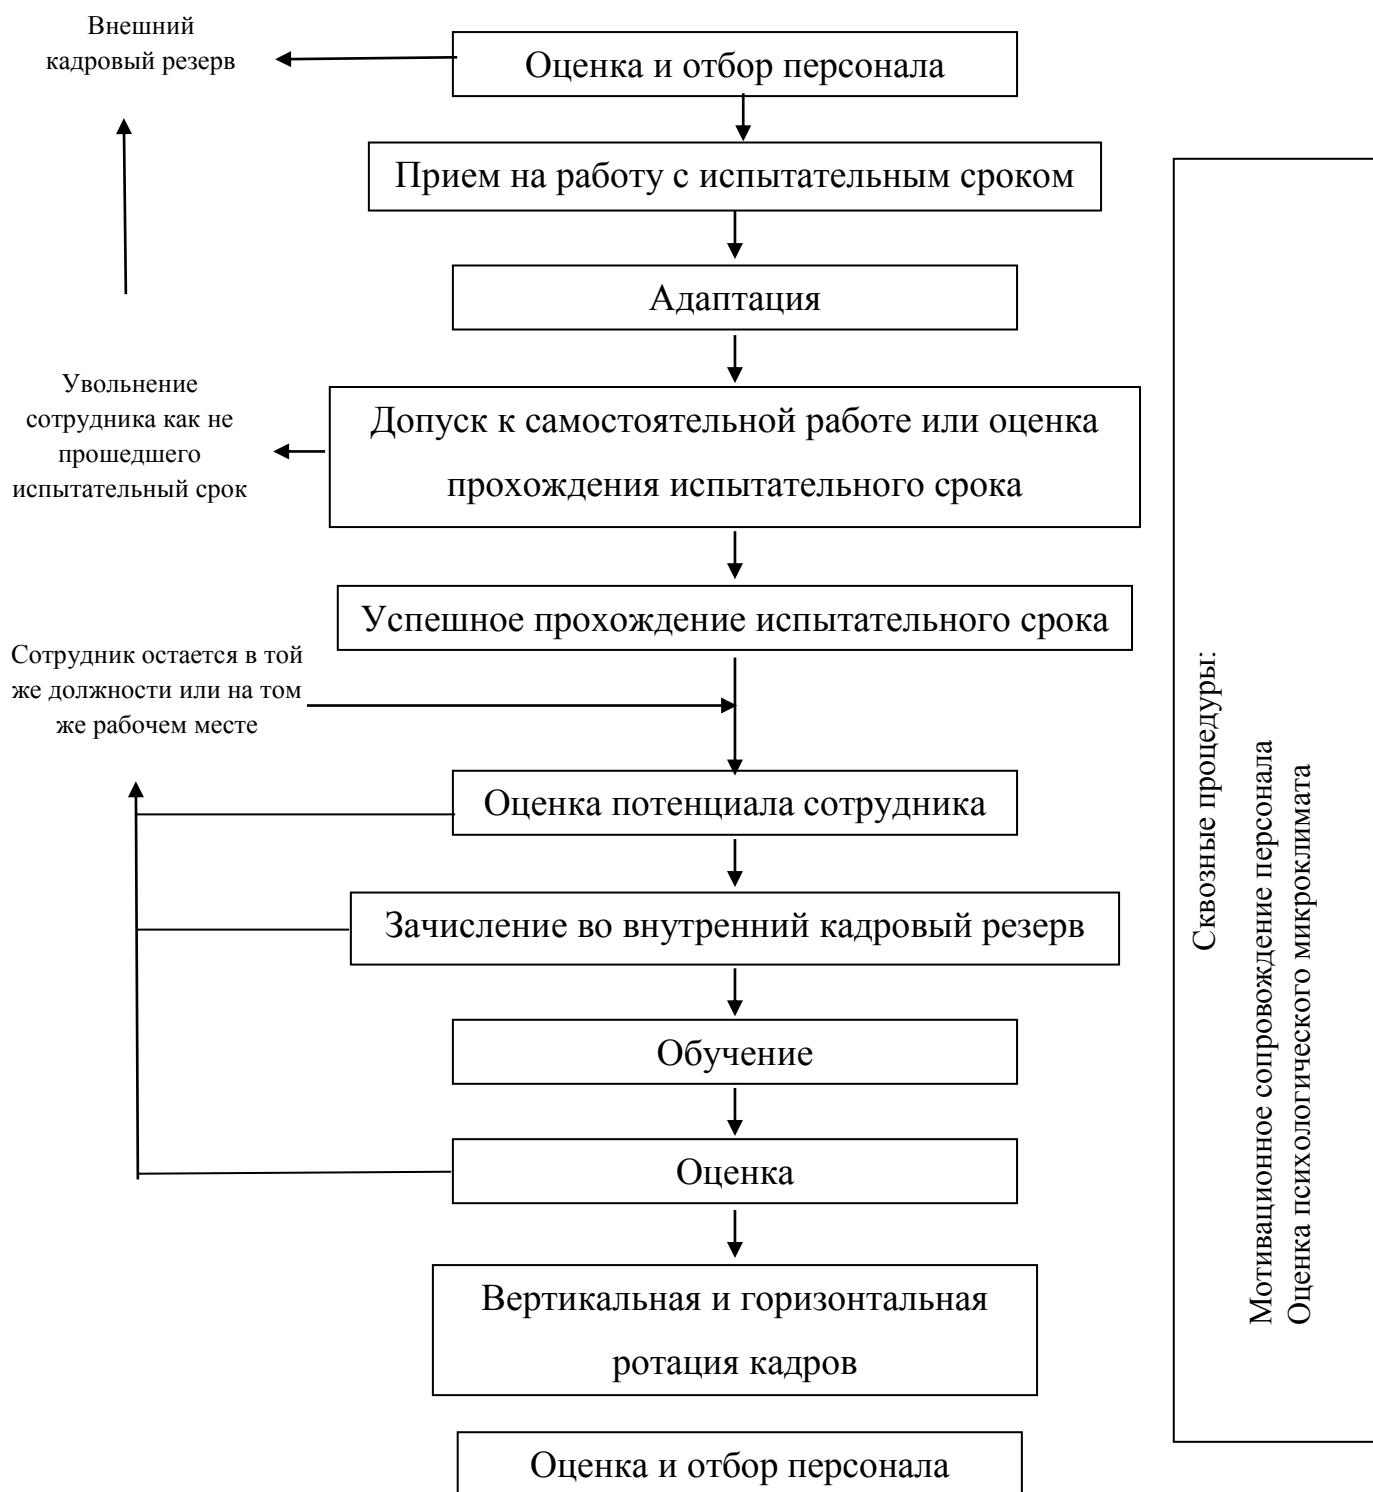 Внешний
кадровый резерв
Оценка и отбор персонала
Прием на работу с испытательным сроком
Адаптация
Увольнение
сотрудника как не
прошедшего
испытательный срок
Допуск к самостоятельной работе или оценка
прохождения испытательного срока
Успешное прохождение испытательного срока
Сотрудник остается в той
же должности или на том
же рабочем месте
Оценка потенциала сотрудника
Зачисление во внутренний кадровый резерв
Обучение
Оценка
Вертикальная и горизонтальная
ротация кадров
Оценка и отбор персонала
Сквозные процедуры:
Мотивационное сопровождение персонала
Оценка психологического микроклимата